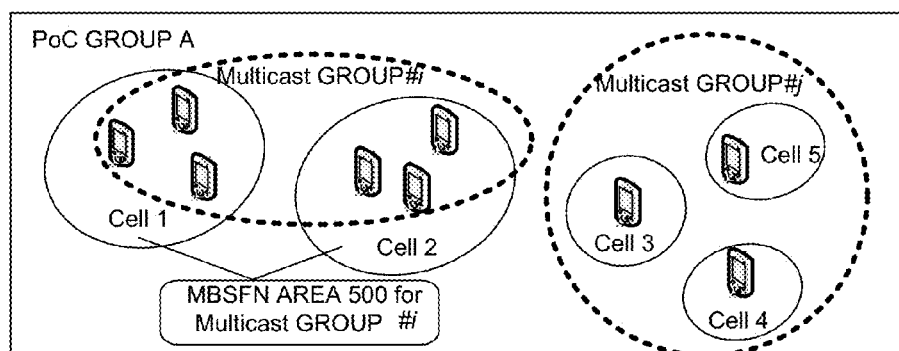 PoC GROUP A
Multicast GROUP#i
Multicast GROUP#j
Cell 5
Cell 1
Cell 2
Cell 3
MBSFN AREA 500 for
Multicast GROUP #i
Cell 4